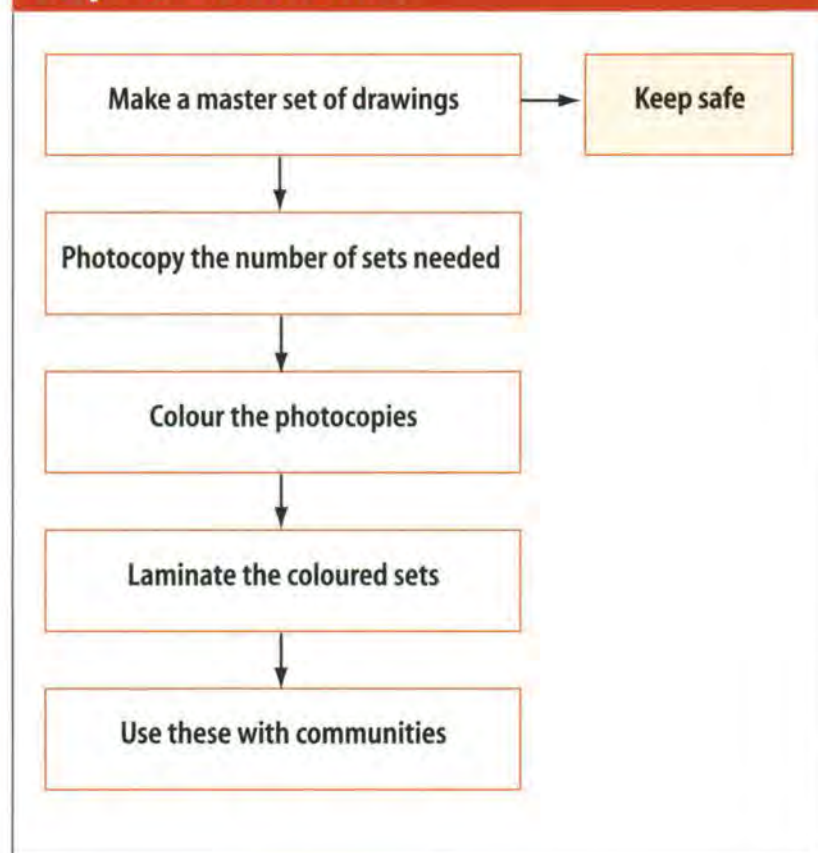 Make a master set of drawings
Keep safe
Photocopy the number of sets needed
Colour the photocopies
Laminate the coloured sets
Use these with communities